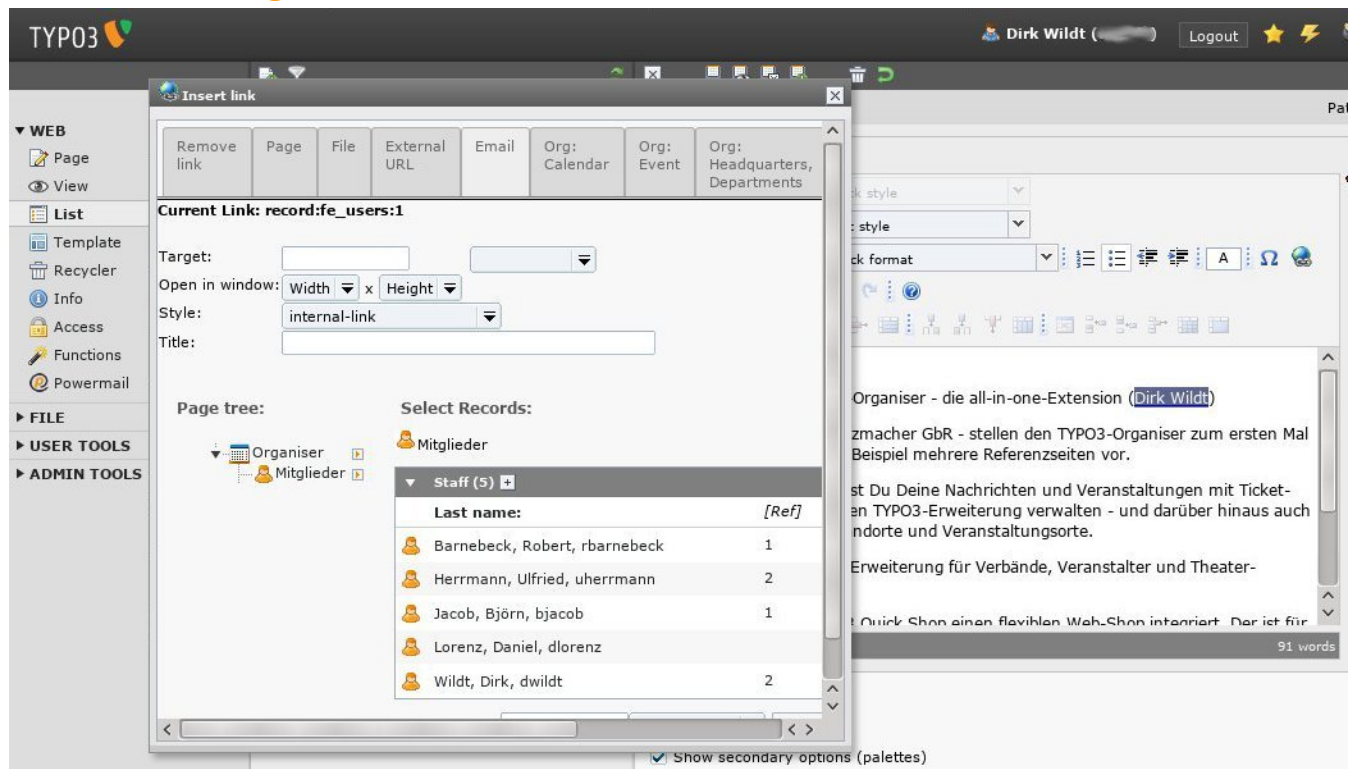 TYPO3
Dirk Wildt ( ) Logout
Insert link
Pat
WEB
Page
View
List
Template
Recycler
Info
Access
Functions
Powermail
FILE
USER TOOLS
ADMIN TOOLS
Remove link
Page
File
External URL
Email
Org: Calendar
Org: Event
Org: Headquarters, Departments
Current Link: record:fe_users:1
Target:
Open in window: Width x Height
Style: internal-link
Title:
Page tree:
Organiser
Mitglieder
Select Records:
Mitglieder
Staff (5)
Last name: [Ref]
Barnebeck, Robert, rbarnebeck 1
Herrmann, Ulfried, uherrmann 2
Jacob, Björn, bjacob 1
Lorenz, Daniel, dlorenz
Wildt, Dirk, dwildt 2
ck style
style
ck format
A Ω
Organiser - die all-in-one-Extension (Dirk Wildt)
zmacher GbR - stellen den TYPO3-Organiser zum ersten Mal
Beispiel mehrere Referenzseiten vor.
st Du Deine Nachrichten und Veranstaltungen mit Ticket-
en TYPO3-Erweiterung verwalten - und darüber hinaus auch
ndorte und Veranstaltungsorte.
Erweiterung für Verbände, Veranstalter und Theater-
Quick Shop einen flexiblen Web-Shop integriert. Der ist für
91 words
Show secondary options (palettes)